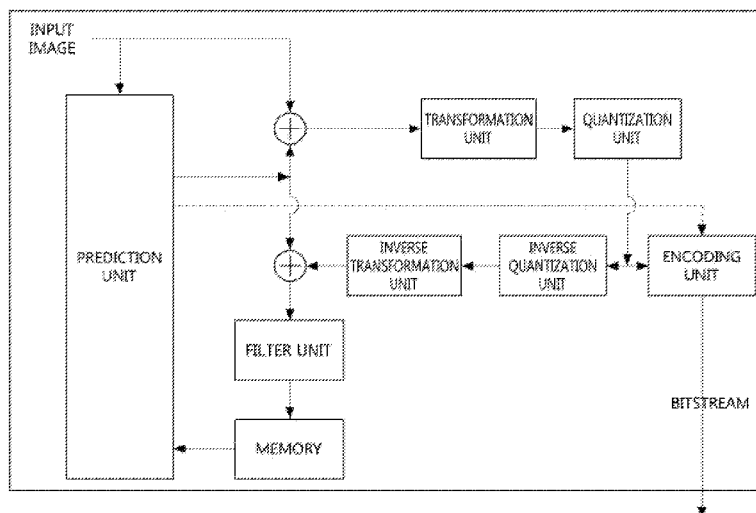 INPUT
IMAGE
TRANSFORMATION
UNIT
QUANTIZATION
UNIT
PREDICTION
UNIT
INVERSE
TRANSFORMATION
UNIT
INVERSE
QUANTIZATION
UNIT
ENCODING
UNIT
FILTER UNIT
BITSTREAM
MEMORY